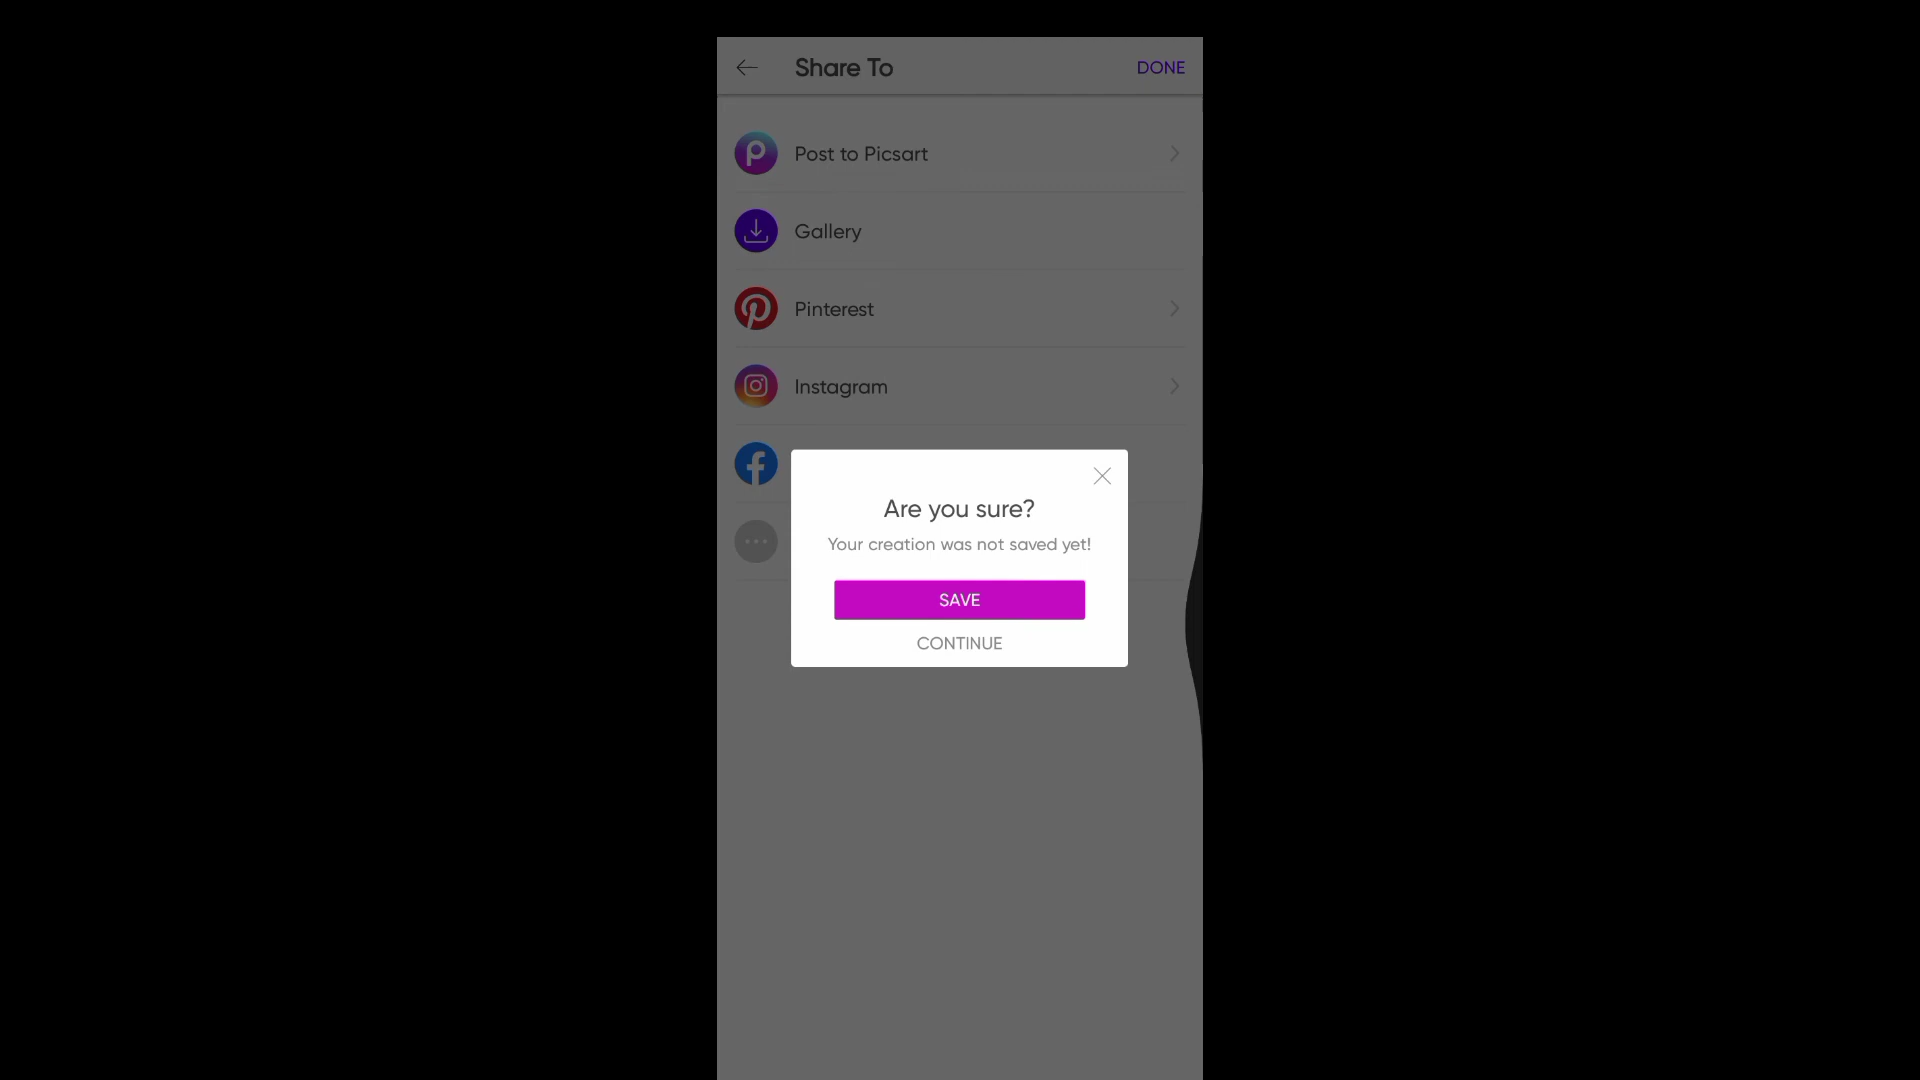 Share To
DONE
Post to Picsart
Gallery
Pinterest
Instagram
Are you sure?
Your creation was not saved yet!
SAVE
CONTINUE